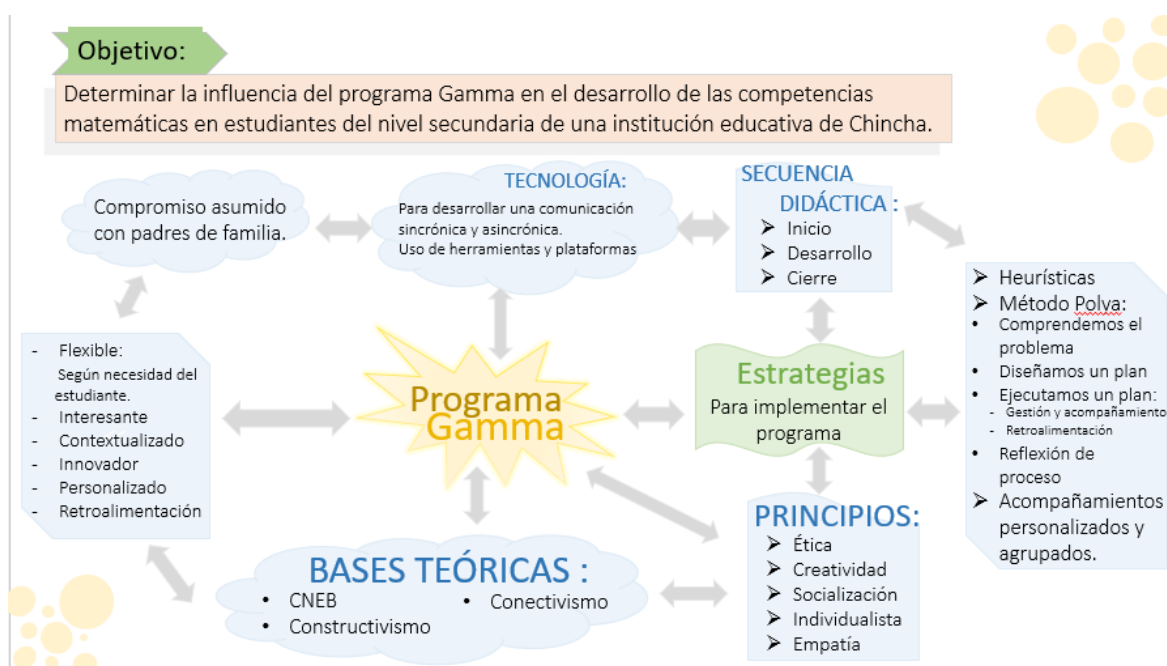 Objetivo:
Determinar la influencia del programa Gamma en el desarrollo de las competencias
matemáticas en estudiantes del nivel secundaria de una institución educativa de Chincha.
Compromiso asumido
con padres de familia.
TECNOLOGÍA:
Para desarrollar una comunicación
sincrónica y asincrónica.
Uso de herramientas y plataformas
SECUENCIA
DIDÁCTICA :
➤ Inicio
➤ Desarrollo
➤ Cierre
- Flexible:
Según necesidad del
estudiante.
- Interesante
- Contextualizado
- Innovador
- Personalizado
- Retroalimentación
Programa
Gamma
Estrategias
Para implementar el
programa
➤ Heurísticas
➤ Método Polva:
• Comprendemos el
problema
• Diseñamos un plan
• Ejecutamos un plan:
- Gestión y acompañamiento
- Retroalimentación
• Reflexión de
proceso
➤ Acompañamientos
personalizados y
agrupados.
BASES TEÓRICAS :
• CNEB
• Constructivismo
• Conectivismo
PRINCIPIOS:
➤ Ética
➤ Creatividad
➤ Socialización
➤ Individualista
➤ Empatía